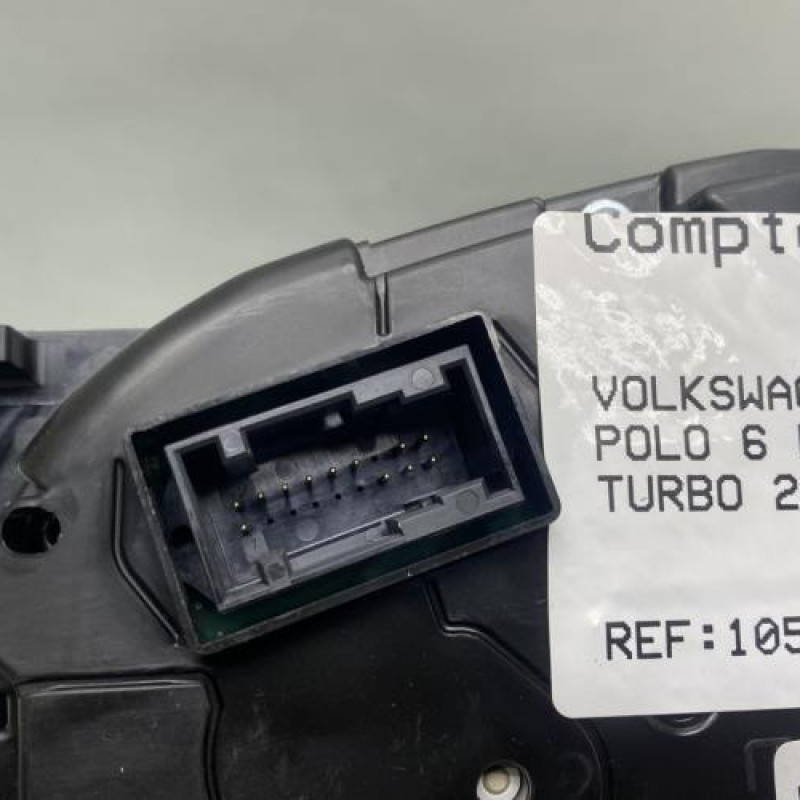 Compt
VOLKSWAG
POLO 6
TURBO 2
REF:105